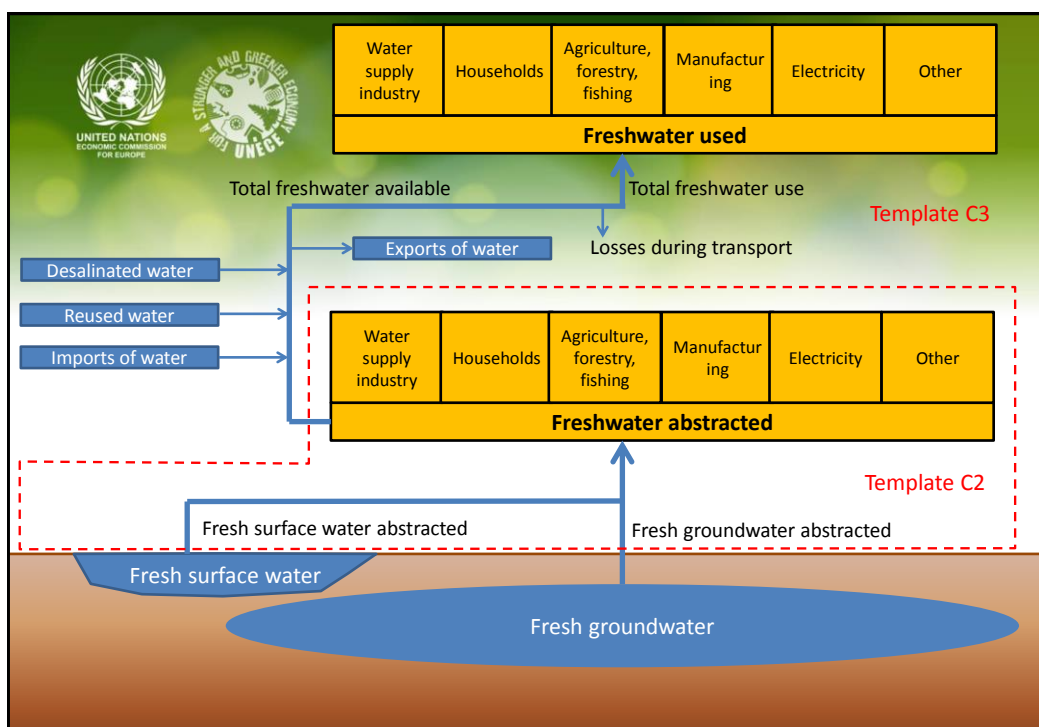 Water
supply
industry
Households
Agriculture,
forestry,
fishing
Manufactur
ing
Electricity
Other
Freshwater used
UNITED NATIONS
ECONOMIC COMMISSION
FOR EUROPE
FOR A STRONGER AND GREENER ECONOMY
UNECE
Total freshwater available
Total freshwater use
Template C3
Exports of water
Losses during transport
Desalinated water
Reused water
Imports of water
Water
supply
industry
Households
Agriculture,
forestry,
fishing
Manufactur
ing
Electricity
Other
Freshwater abstracted
Template C2
Fresh surface water abstracted
Fresh groundwater abstracted
Fresh surface water
Fresh groundwater